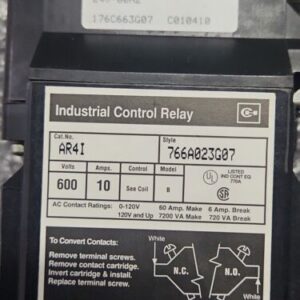 176C663G07 C010410
Industrial Control Relay
Cat.No. Style
AR4I 766A023G07
Volts Amps Control Model
600 10 See Coil B
LISTED
IND CONT EQ
770A
AC Contact Ratings: 0-120V 60 Amp. Make 6 Amp. Break
120V and Up 7200 VA Make 720 VA Break
To Convert Contacts:
Remove terminal screws.
Remove contact cartridge.
Invert cartridge & install.
Replace terminal screw.
White
N.C.
N.O.
White